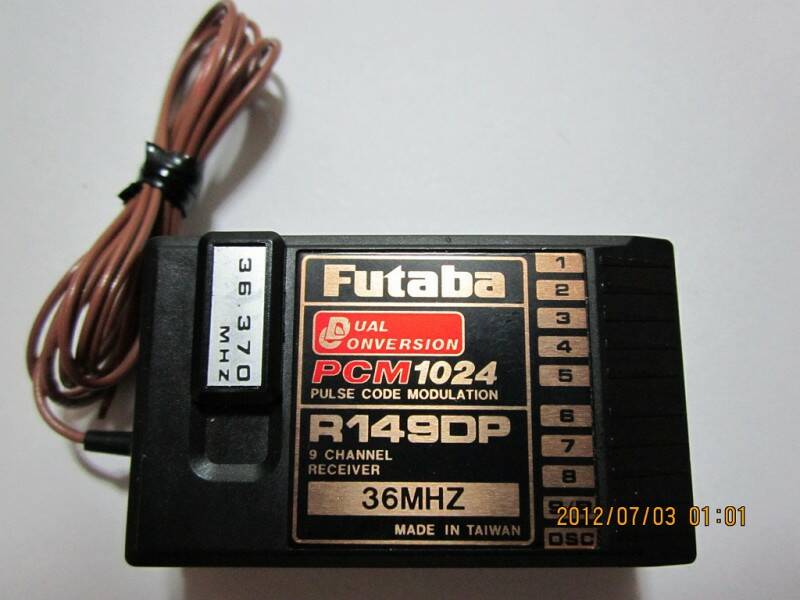 36.370
MHZ
Futaba
DUAL
CONVERSION
PCM1024
PULSE CODE MODULATION
R149DP
9 CHANNEL
RECEIVER
36MHZ
MADE IN TAIWAN
1
2
3
4
5
6
7
8
DSC
2012/07/03 01:01